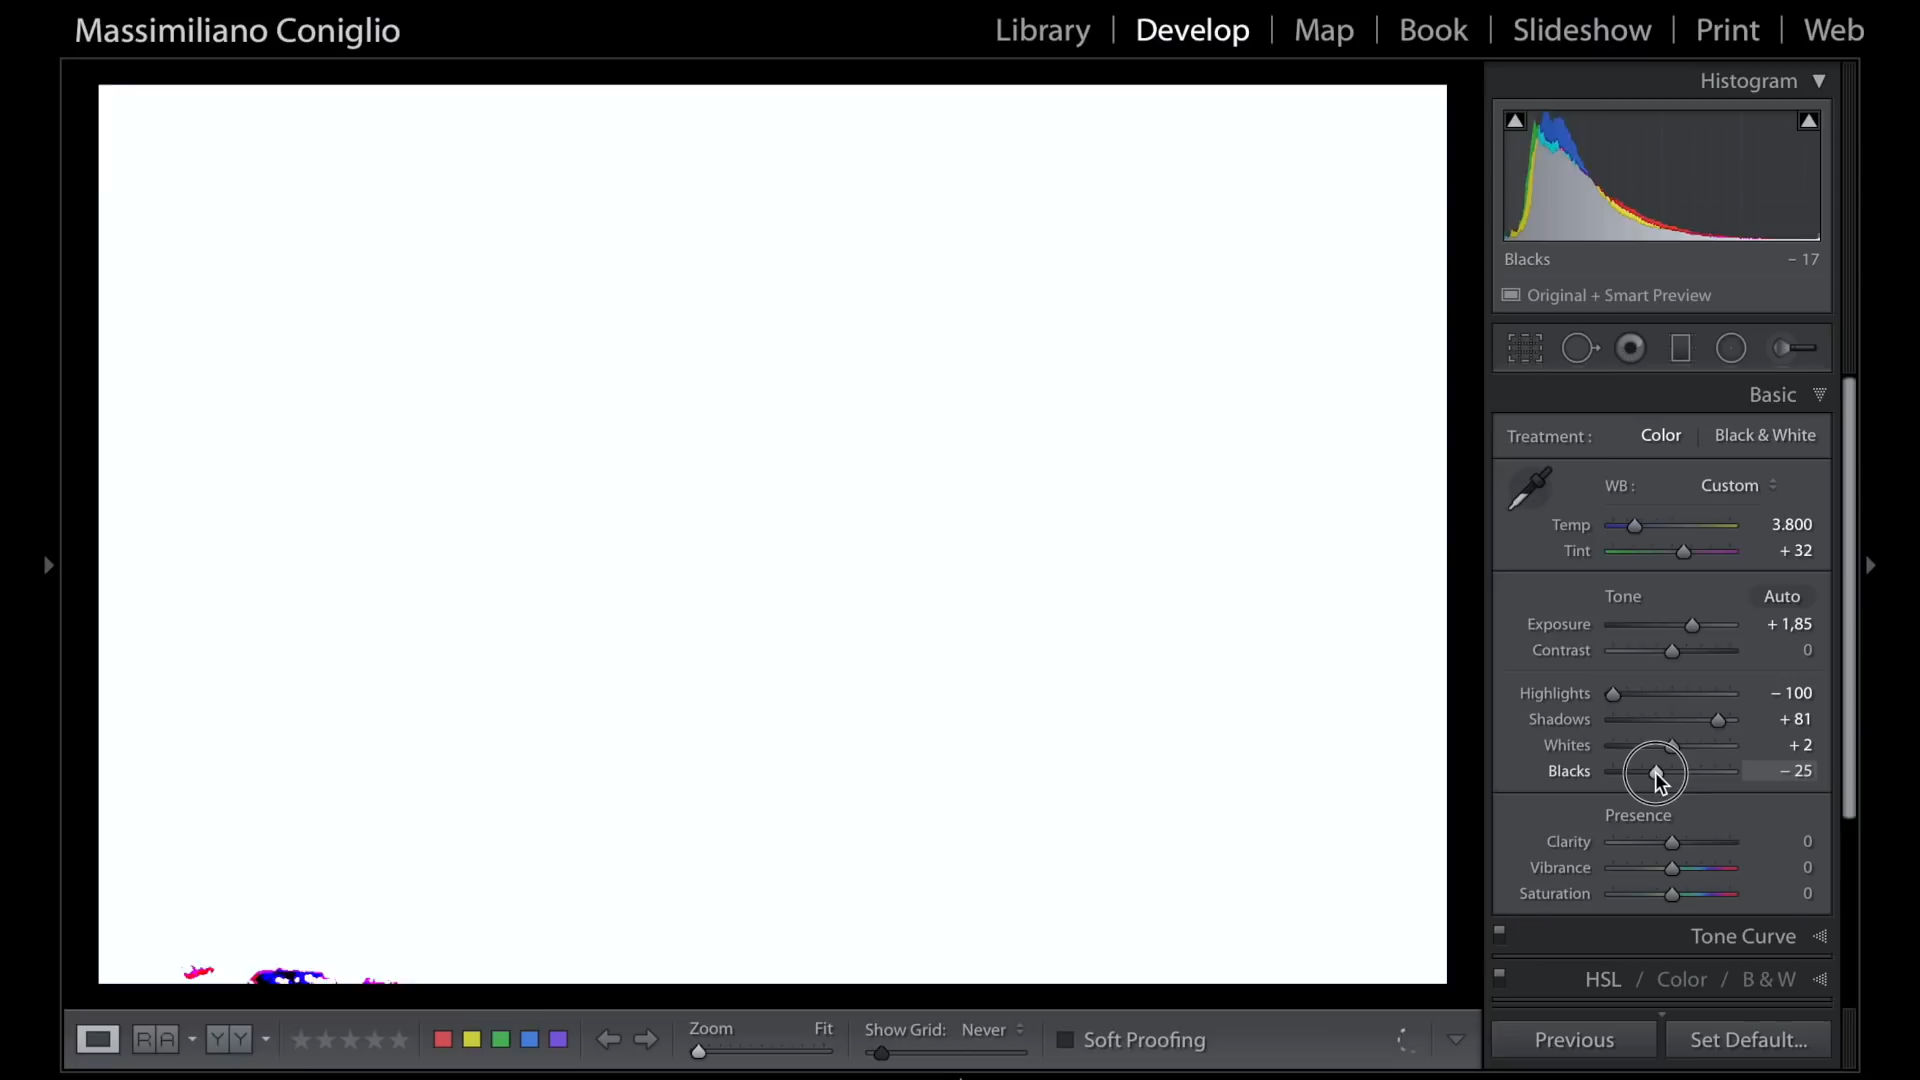 Massimiliano Coniglio
Library | Develop | Map | Book | Slideshow | Print | Web
Histogram
Blacks − 17
Original + Smart Preview
Basic
Treatment : Color | Black & White
WB : Custom
Temp 3.800
Tint + 32
Tone Auto
Exposure + 1,85
Contrast 0
Highlights − 100
Shadows + 81
Whites + 2
Blacks − 25
Presence
Clarity 0
Vibrance 0
Saturation 0
Tone Curve
HSL / Color / B & W
R A Y Y Zoom Fit Show Grid: Never Soft Proofing
Previous Set Default...